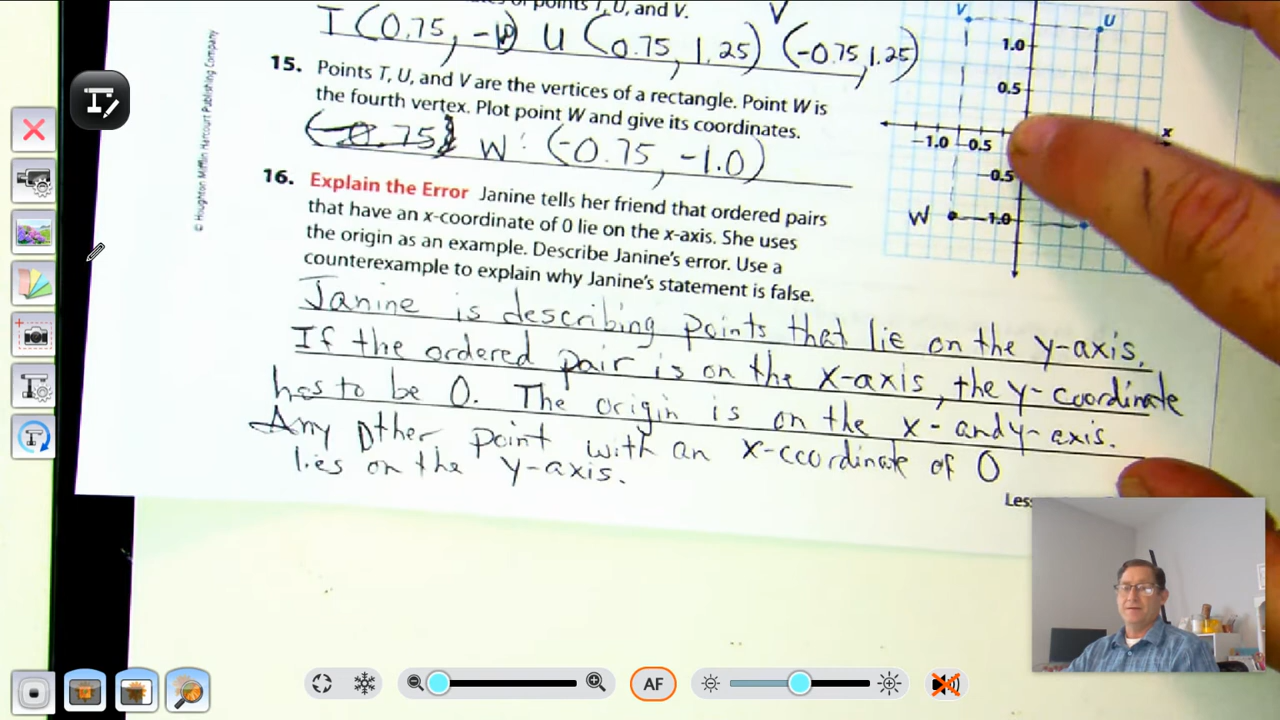 of points T, U, and V.
T (0.75, -1.0) U (0.75, 1.25) V (-0.75, 1.25)
15. Points T, U, and V are the vertices of a rectangle. Point W is
the fourth vertex. Plot point W and give its coordinates.
(-0.75, W: (-0.75, -1.0)
16. Explain the Error Janine tells her friend that ordered pairs
that have an x-coordinate of 0 lie on the x-axis. She uses
the origin as an example. Describe Janine's error. Use a
counterexample to explain why Janine's statement is false.
Janine is describing points that lie on the y-axis.
If the ordered pair is on the x-axis, the y-coordinate
has to be 0. The origin is on the x- and y-axis.
Any other point with an x-coordinate of 0
lies on the y-axis.
© Houghton Mifflin Harcourt Publishing Company
V U
1.0
0.5
x
-1.0 -0.5
-0.5
W -1.0
AF